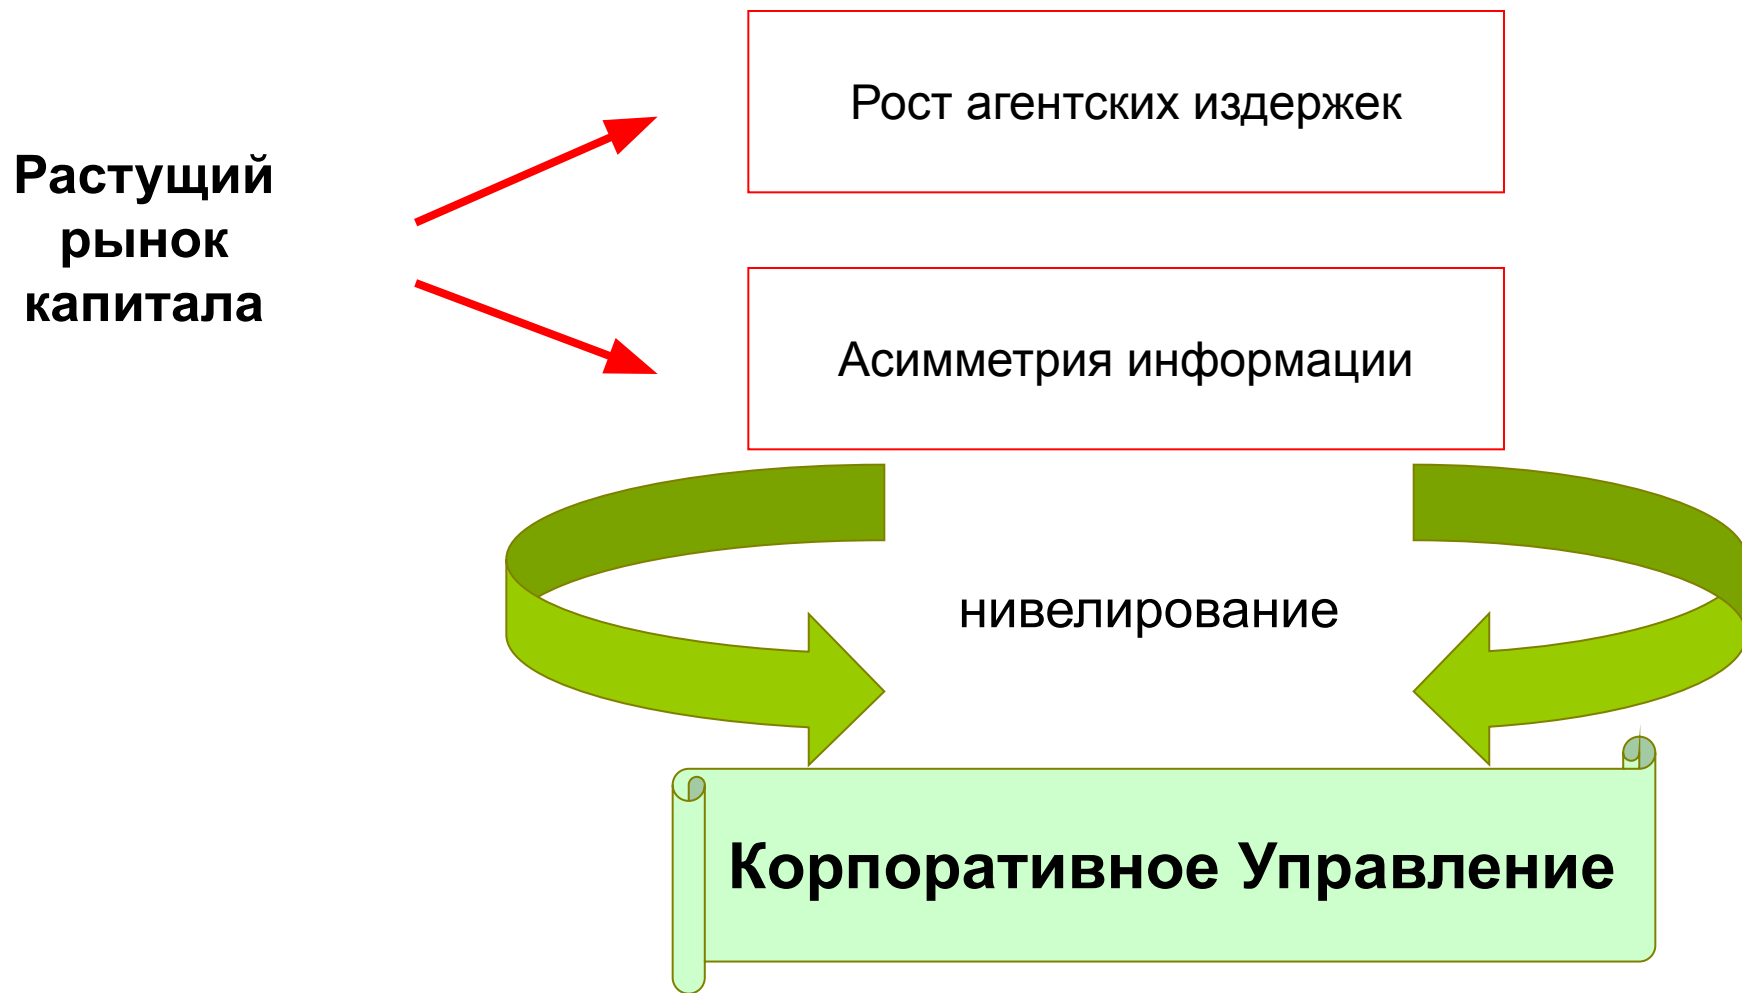 Растущий
рынок
капитала
Рост агентских издержек
Асимметрия информации
нивелирование
Корпоративное Управление